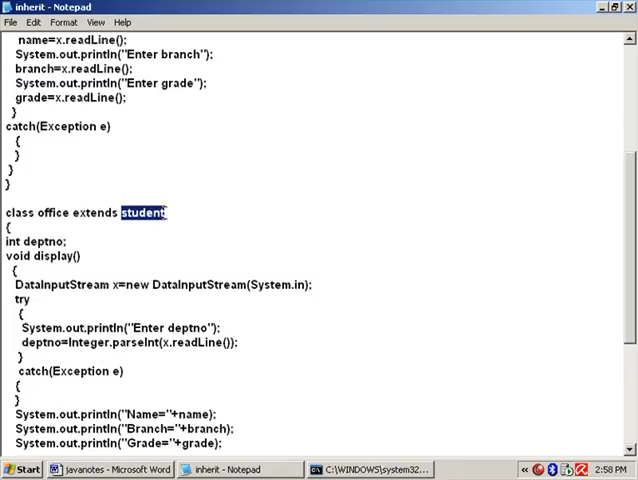 inherit - Notepad
File Edit Format View Help
name=x.readLine();
System.out.println("Enter branch");
branch=x.readLine();
System.out.println("Enter grade");
grade=x.readLine();
}
catch(Exception e)
{
}
}
}
class office extends student
{
int deptno;
void display()
{
DataInputStream x=new DataInputStream(System.in);
try
{
System.out.println("Enter deptno");
deptno=Integer.parseInt(x.readLine());
}
catch(Exception e)
{
}
System.out.println("Name="+name);
System.out.println("Branch="+branch);
System.out.println("Grade="+grade);
Start javanotes - Microsoft Word inherit - Notepad C:\WINDOWS\system32... « 2:58 PM